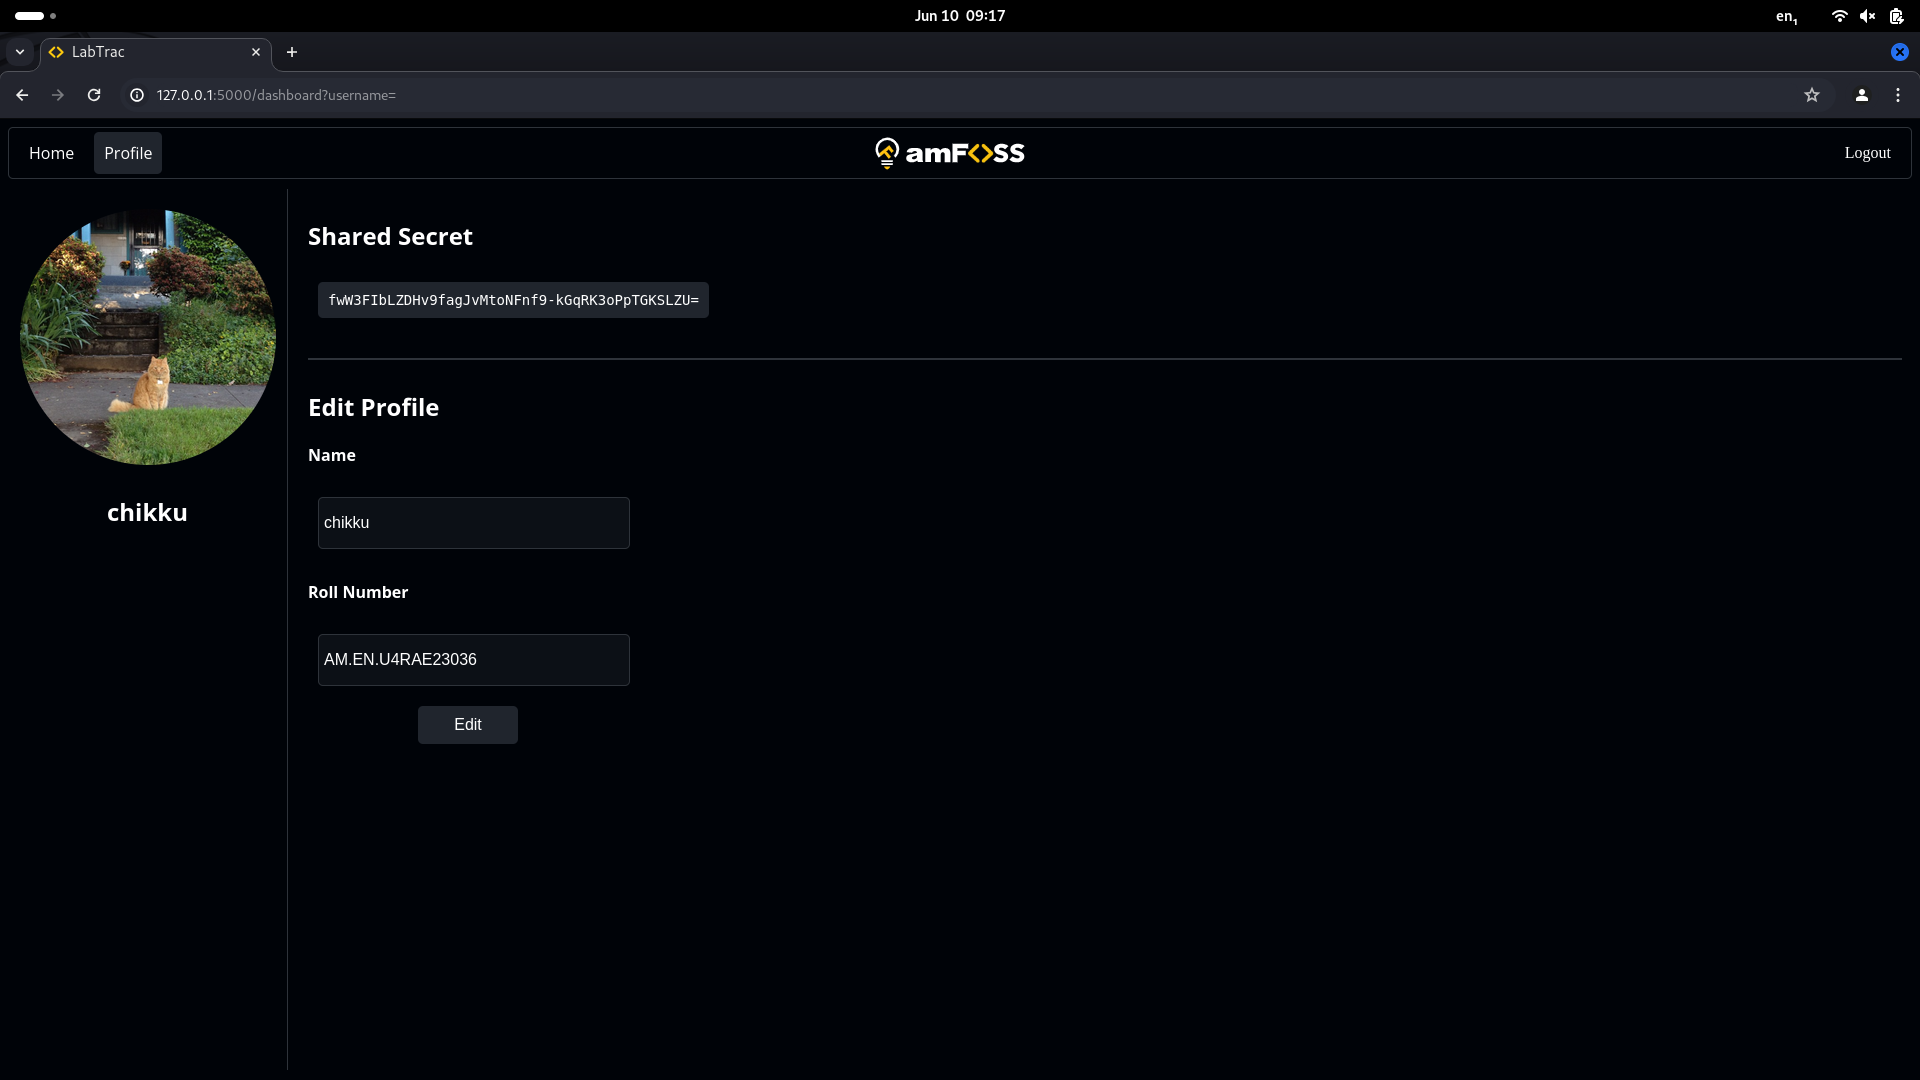 Jun 10 09:17
en1
LabTrac
127.0.0.1:5000/dashboard?username=
Home
Profile
amFOSS
Logout
Shared Secret
fwW3FIbLZDHv9fagJvMtoNFnf9-kGqRK3oPpTGKSLZU=
Edit Profile
Name
chikku
chikku
Roll Number
AM.EN.U4RAE23036
Edit